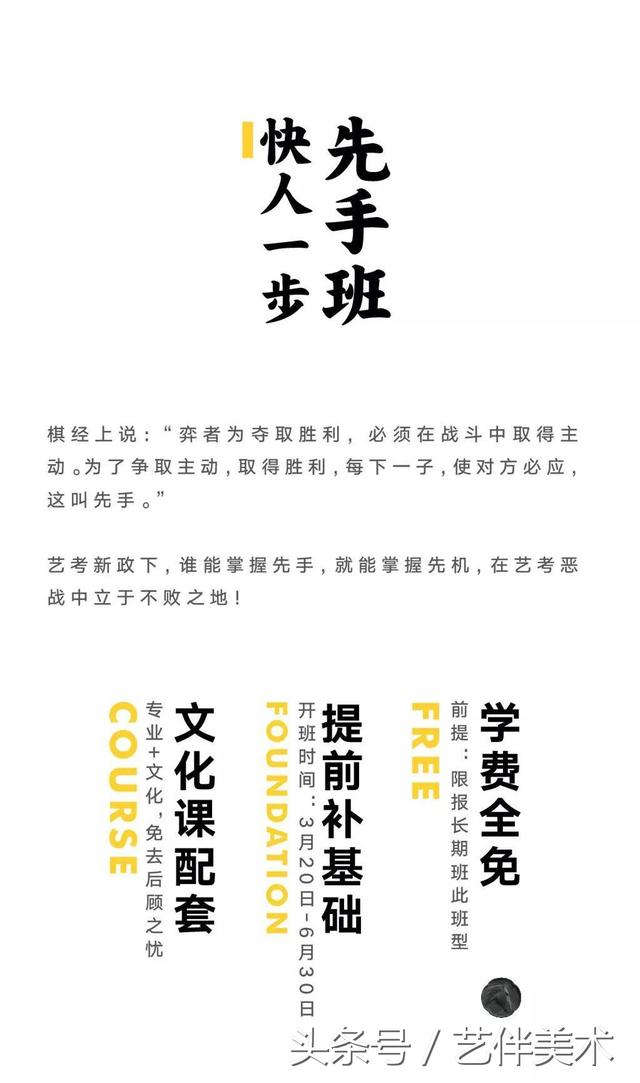 先手班
快人一步
棋经上说：“弈者为夺取胜利，必须在战斗中取得主
动。为了争取主动，取得胜利，每下一子，使对方必应，
这叫先手。”
艺考新政下，谁能掌握先手，就能掌握先机，在艺考恶
战中立于不败之地！
学费全免
前提：限报长期班此班型
FREE
提前补基础
开班时间：3月20日-6月30日
FOUNDATION
文化课配套
专业+文化，免去后顾之忧
COURSE
头条号 / 艺伴美术